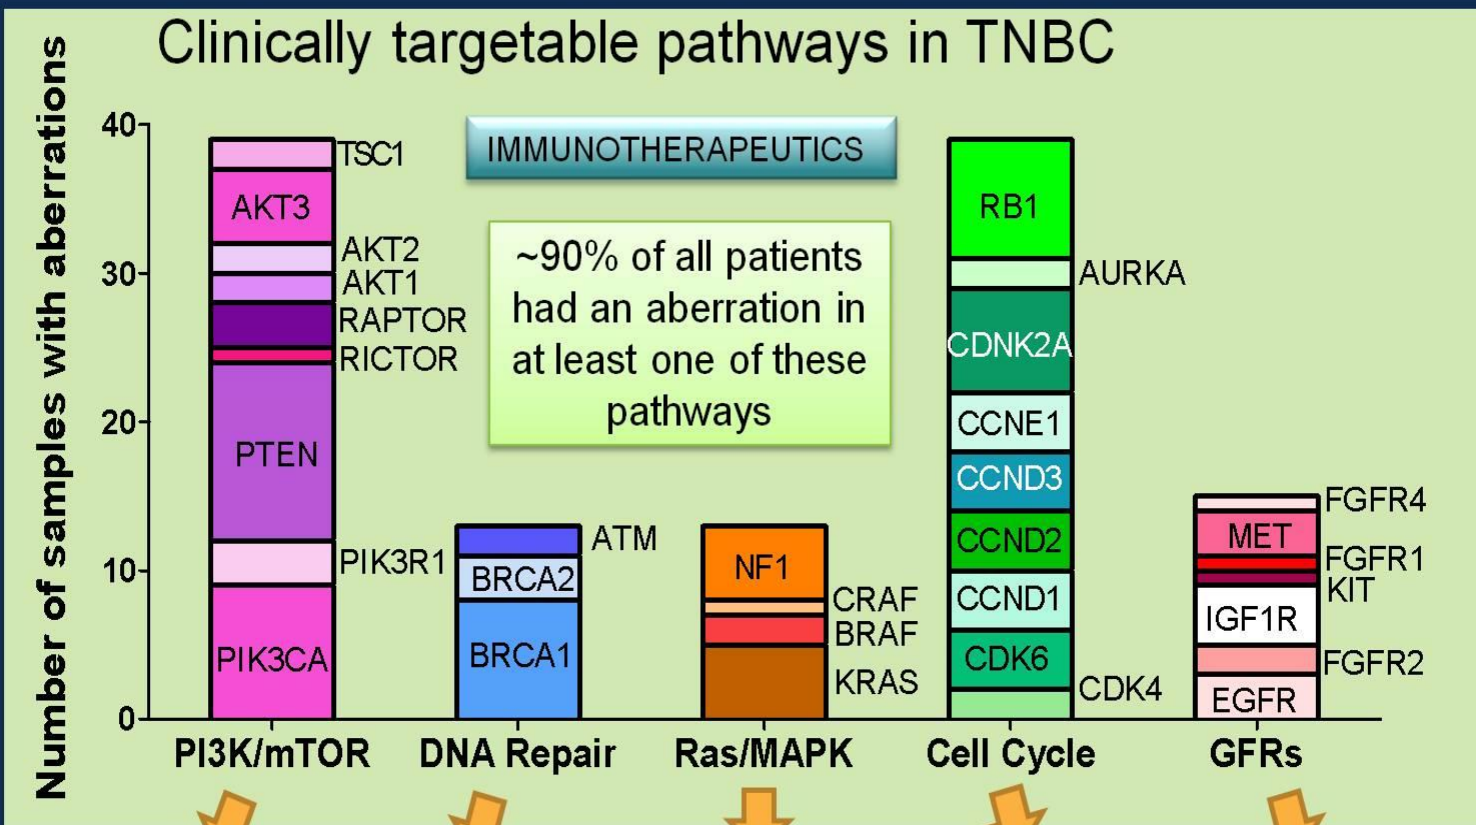 Clinically targetable pathways in TNBC
Number of samples with aberrations
40
30
20
10
0
IMMUNOTHERAPEUTICS
~90% of all patients
had an aberration in
at least one of these
pathways
TSC1
AKT3
AKT2
AKT1
RAPTOR
RICTOR
PTEN
PIK3R1
PIK3CA
ATM
BRCA2
BRCA1
NF1
CRAF
BRAF
KRAS
RB1
AURKA
CDNK2A
CCNE1
CCND3
CCND2
CCND1
CDK6
CDK4
FGFR4
MET
FGFR1
KIT
IGF1R
FGFR2
EGFR
PI3K/mTOR
DNA Repair
Ras/MAPK
Cell Cycle
GFRs